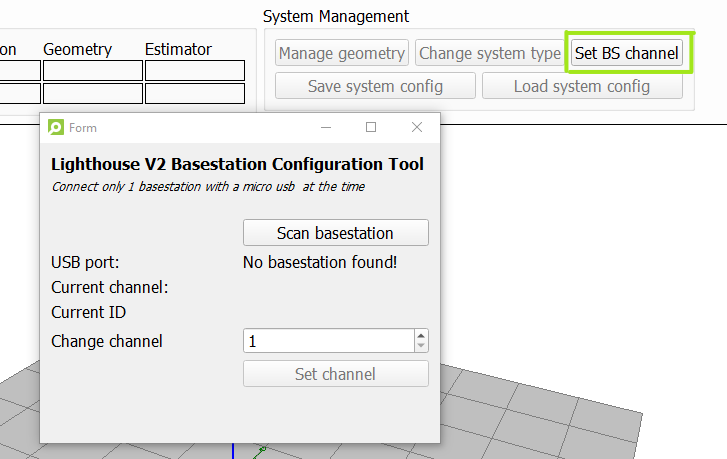 System Management
on Geometry Estimator
Manage geometry Change system type Set BS channel
Save system config Load system config
Form
Lighthouse V2 Basestation Configuration Tool
Connect only 1 basestation with a micro usb at the time
Scan basestation
USB port: No basestation found!
Current channel:
Current ID
Change channel 1
Set channel